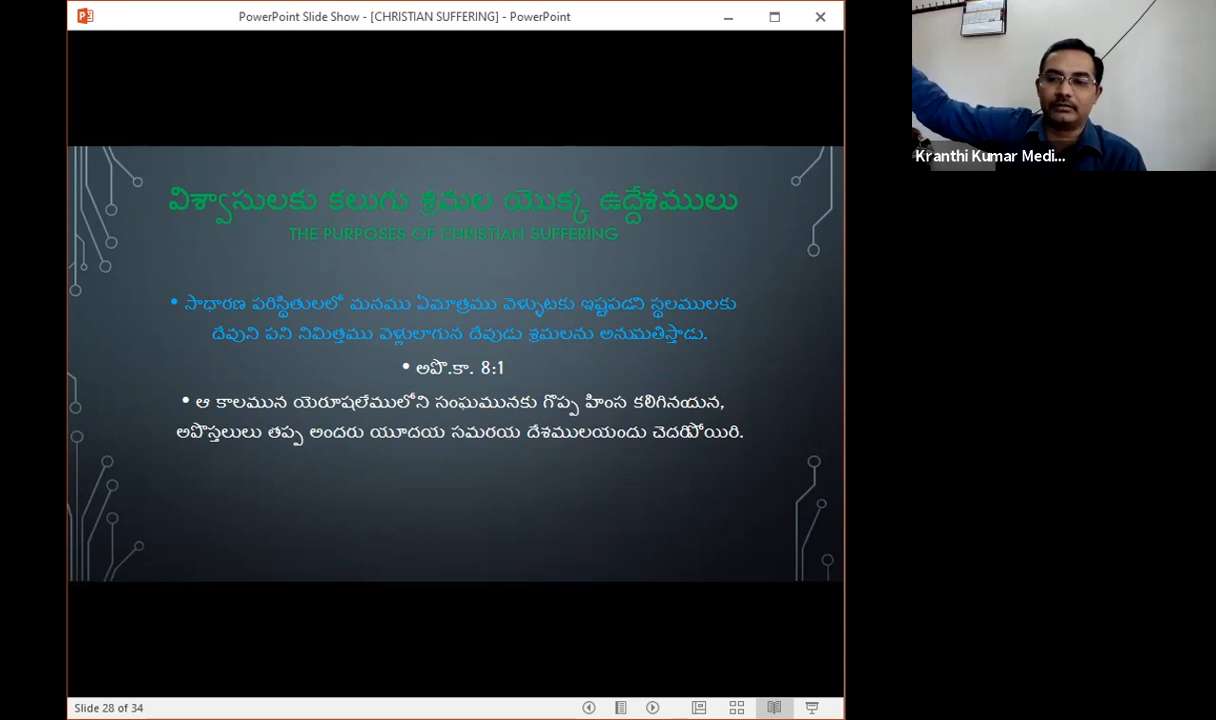 PowerPoint Slide Show - [CHRISTIAN SUFFERING] - PowerPoint
Kranthi Kumar Medi...
విశ్వాసులకు కలుగు శ్రమల యొక్క ఉద్దేశములు
THE PURPOSES OF CHRISTIAN SUFFERING
• సాధారణ పరిస్థితులలో మనము ఏమాత్రము వెళ్ళుటకు ఇష్టపడని స్థలములకు
దేవుని పని నిమిత్తము వెళ్లులాగున దేవుడు శ్రమలను అనుమతిస్తాడు.
• అపొ.కా. 8:1
• ఆ కాలమున యెరూషలేములోని సంఘమునకు గొప్ప హింస కలిగినందున,
అపొస్తలులు తప్ప అందరు యూదయ సమరయ దేశములయందు చెదరిపోయిరి.
Slide 28 of 34